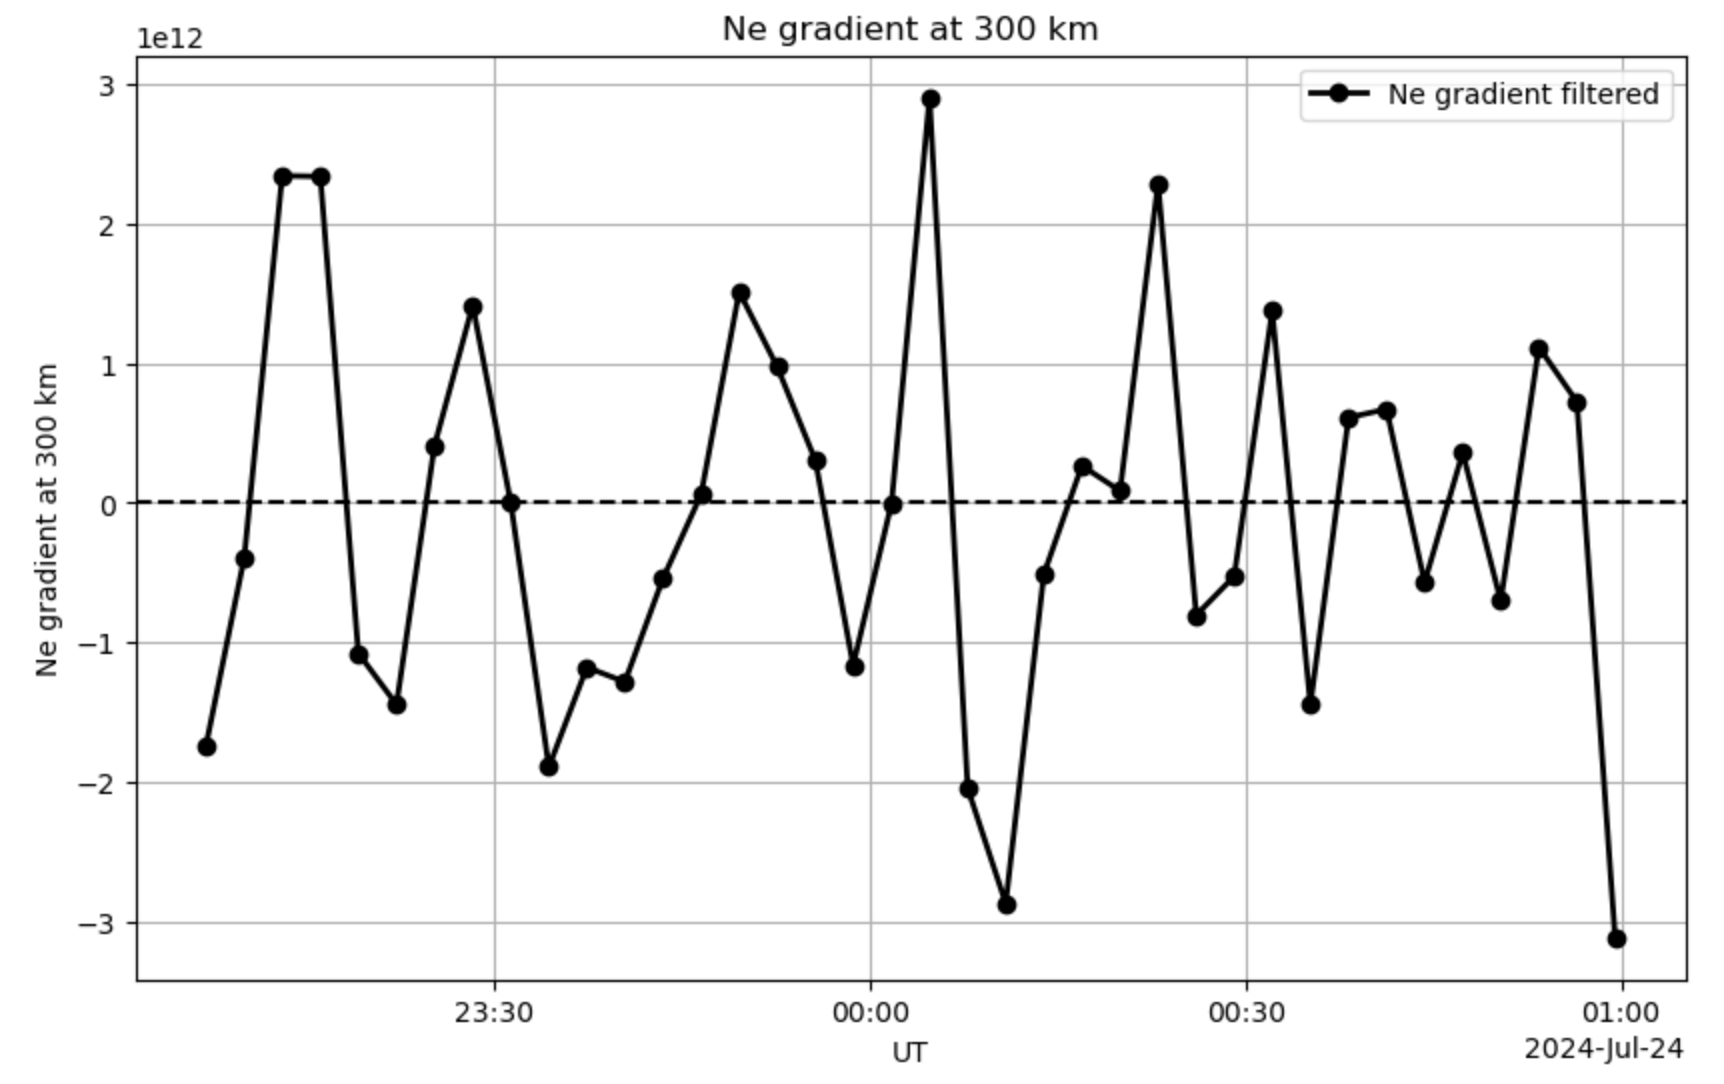 Ne gradient at 300 km
1e12
Ne gradient filtered
3
2
1
0
−1
−2
−3
Ne gradient at 300 km
23:30
00:00
00:30
01:00
UT
2024-Jul-24